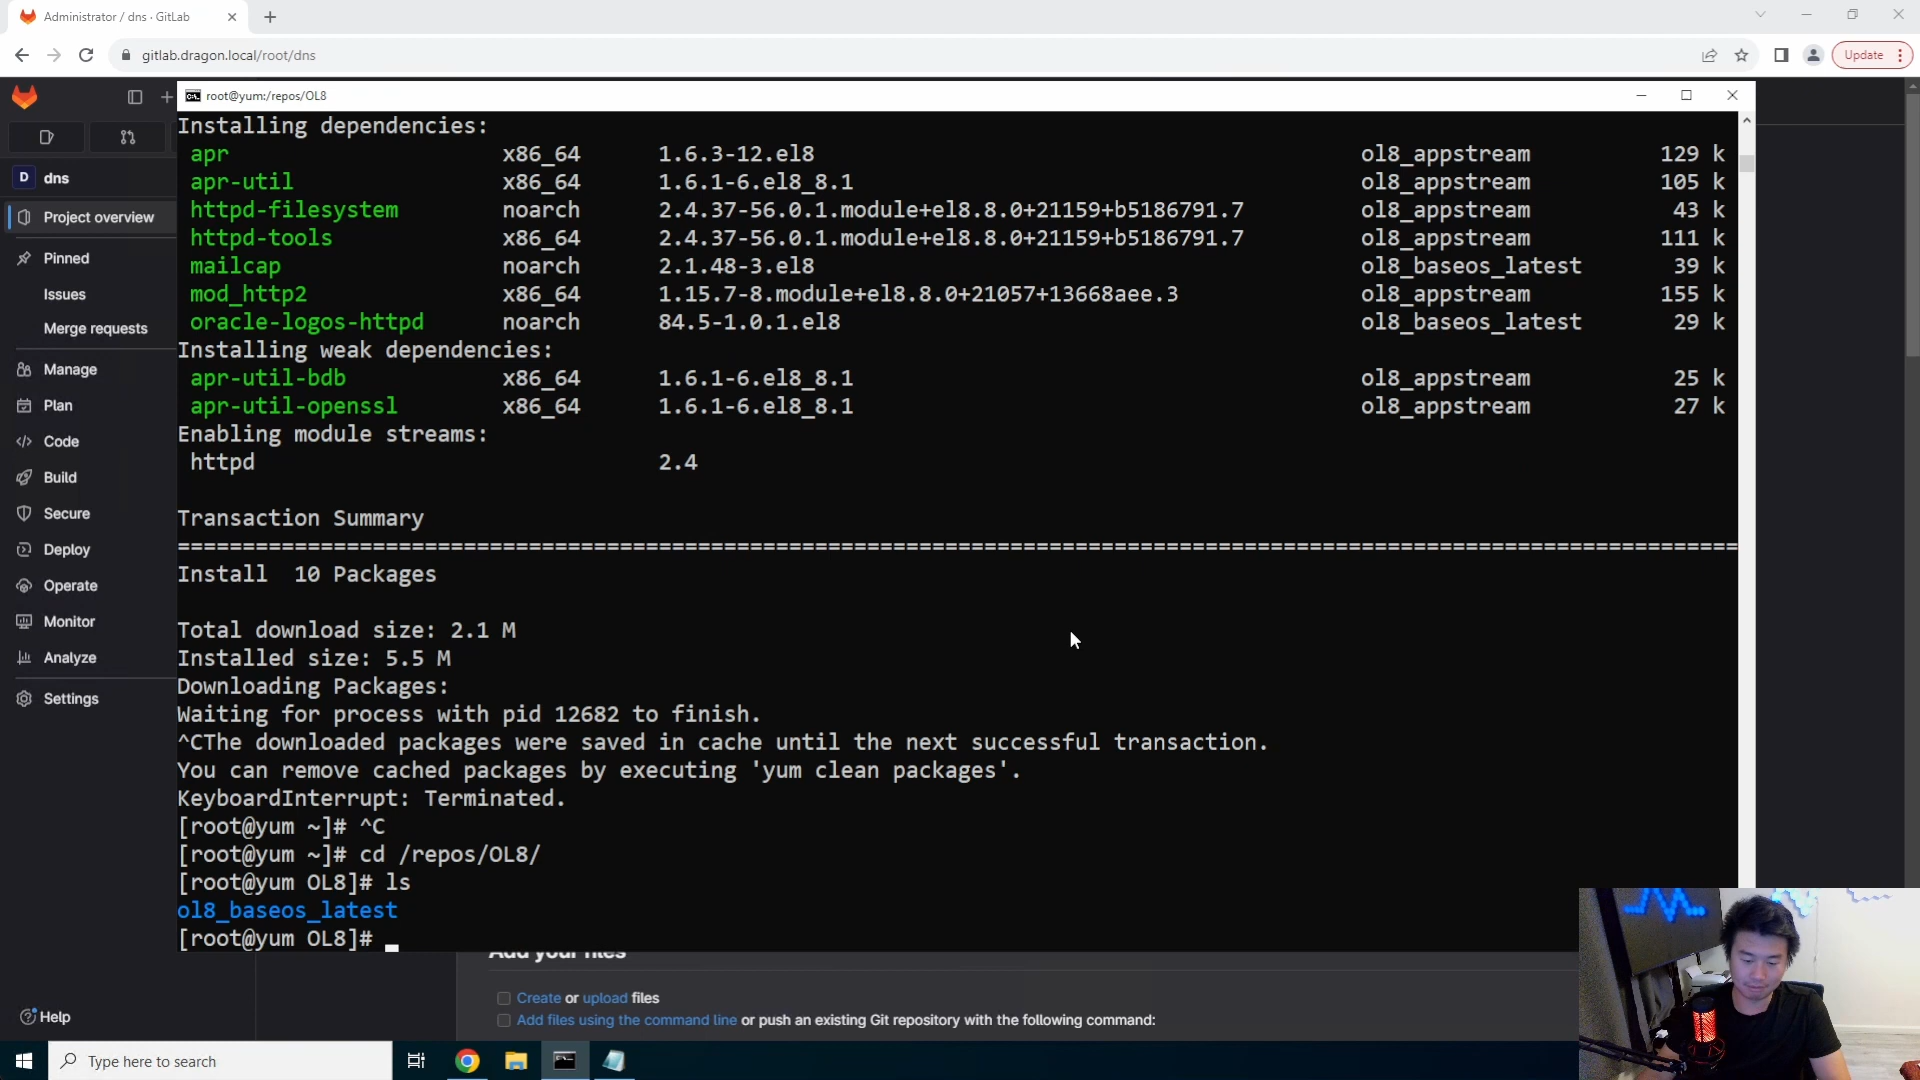 Administrator / dns · GitLab
gitlab.dragon.local/root/dns
Update
root@yum:/repos/OL8
D dns
Project overview
Pinned
Issues
Merge requests
Manage
Plan
Code
Build
Secure
Deploy
Operate
Monitor
Analyze
Settings
Help
Installing dependencies:
apr x86_64 1.6.3-12.el8 ol8_appstream 129 k
apr-util x86_64 1.6.1-6.el8_8.1 ol8_appstream 105 k
httpd-filesystem noarch 2.4.37-56.0.1.module+el8.8.0+21159+b5186791.7 ol8_appstream 43 k
httpd-tools x86_64 2.4.37-56.0.1.module+el8.8.0+21159+b5186791.7 ol8_appstream 111 k
mailcap noarch 2.1.48-3.el8 ol8_baseos_latest 39 k
mod_http2 x86_64 1.15.7-8.module+el8.8.0+21057+13668aee.3 ol8_appstream 155 k
oracle-logos-httpd noarch 84.5-1.0.1.el8 ol8_baseos_latest 29 k
Installing weak dependencies:
apr-util-bdb x86_64 1.6.1-6.el8_8.1 ol8_appstream 25 k
apr-util-openssl x86_64 1.6.1-6.el8_8.1 ol8_appstream 27 k
Enabling module streams:
httpd 2.4
Transaction Summary
================================================================================
Install 10 Packages
Total download size: 2.1 M
Installed size: 5.5 M
Downloading Packages:
Waiting for process with pid 12682 to finish.
^CThe downloaded packages were saved in cache until the next successful transaction.
You can remove cached packages by executing 'yum clean packages'.
KeyboardInterrupt: Terminated.
[root@yum ~]# ^C
[root@yum ~]# cd /repos/OL8/
[root@yum OL8]# ls
ol8_baseos_latest
[root@yum OL8]#
Add your files
Create or upload files
Add files using the command line or push an existing Git repository with the following command:
Type here to search